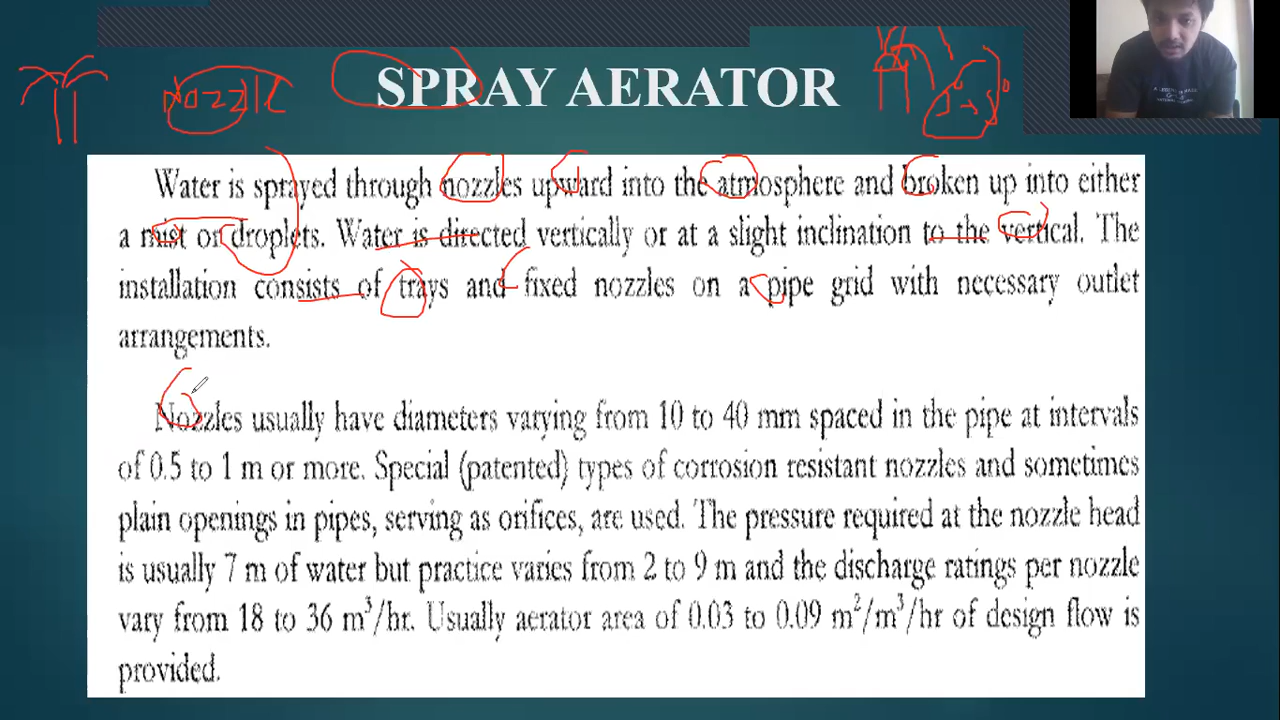 SPRAY AERATOR
Nozzle
Water is sprayed through nozzles upward into the atmosphere and broken up into either
a mist or droplets. Water is directed vertically or at a slight inclination to the vertical. The
installation consists of trays and fixed nozzles on a pipe grid with necessary outlet
arrangements.
Nozzles usually have diameters varying from 10 to 40 mm spaced in the pipe at intervals
of 0.5 to 1 m or more. Special (patented) types of corrosion resistant nozzles and sometimes
plain openings in pipes, serving as orifices, are used. The pressure required at the nozzle head
is usually 7 m of water but practice varies from 2 to 9 m and the discharge ratings per nozzle
vary from 18 to 36 m³/hr. Usually aerator area of 0.03 to 0.09 m²/m³/hr of design flow is
provided.